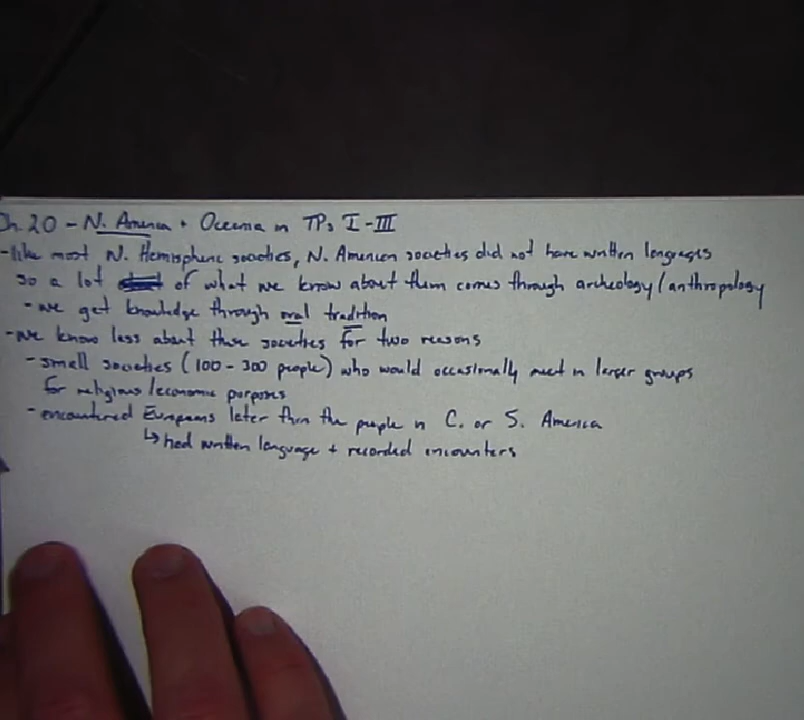 Ch. 20 - N. America + Oceania in TPs I-III
-like most N. Hemisphere societies, N. American societies did not have written languages
so a lot of what we know about them comes through archeology/anthropology
- we get knowledge through oral tradition
-we know less about these societies for two reasons
- small societies (100-300 people) who would occasionally meet in larger groups
for religious/economic purposes
- encountered Europeans later than the people in C. or S. America
↳ had written language + recorded encounters